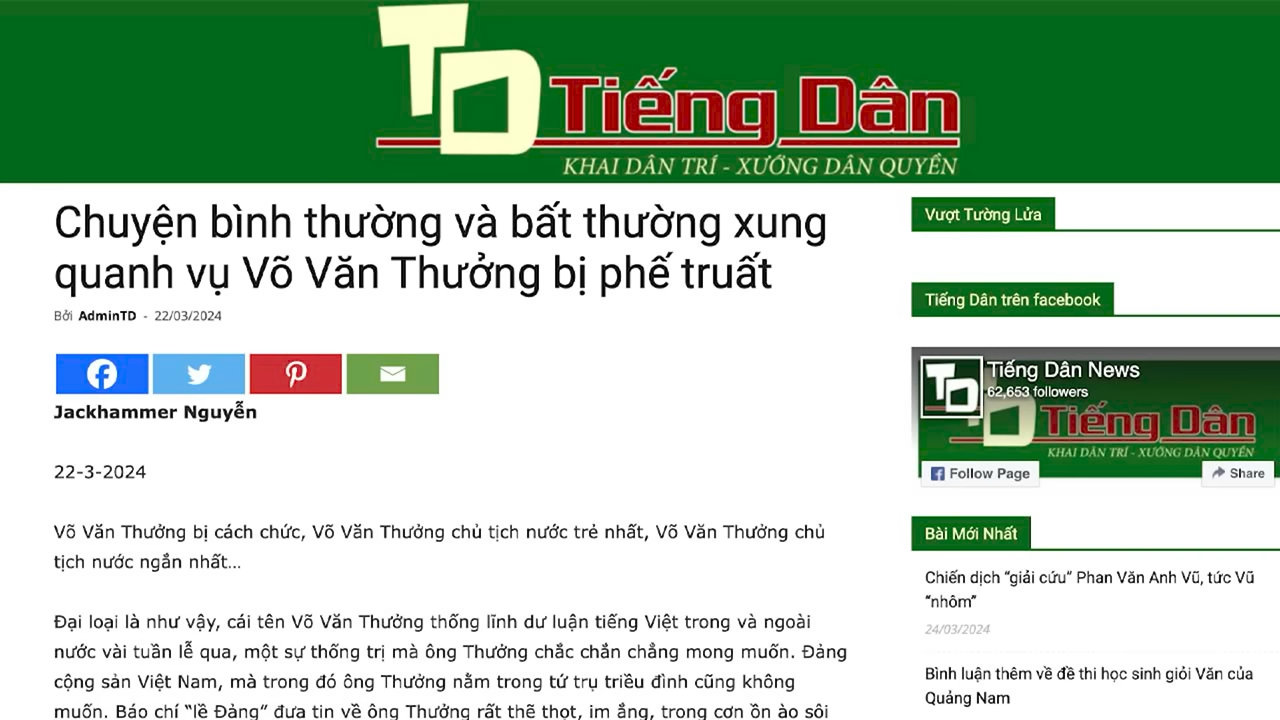 TD Tiếng Dân
KHAI DÂN TRÍ - XƯỚNG DÂN QUYỀN
Chuyện bình thường và bất thường xung
quanh vụ Võ Văn Thưởng bị phế truất
Bởi AdminTD - 22/03/2024
Jackhammer Nguyễn
22-3-2024
Võ Văn Thưởng bị cách chức, Võ Văn Thưởng chủ tịch nước trẻ nhất, Võ Văn Thưởng chủ
tịch nước ngắn nhất...
Đại loại là như vậy, cái tên Võ Văn Thưởng thống lĩnh dư luận tiếng Việt trong và ngoài
nước vài tuần lễ qua, một sự thống trị mà ông Thưởng chắc chắn chẳng mong muốn. Đảng
cộng sản Việt Nam, mà trong đó ông Thưởng nằm trong tứ trụ triều đình cũng không
muốn. Báo chí “lề Đảng” đưa tin về ông Thưởng rất thẽ thọt, im ắng, trong cơn ồn ào sôi
Vượt Tường Lửa
Tiếng Dân trên facebook
TD
Tiếng Dân News
62,653 followers
Tiếng Dân
KHAI DÂN TRÍ - XƯỚNG DÂN QUYỀN
Follow Page
Share
Bài Mới Nhất
Chiến dịch “giải cứu” Phan Văn Anh Vũ, tức Vũ
“nhôm”
24/03/2024
Bình luận thêm về đề thi học sinh giỏi Văn của
Quảng Nam